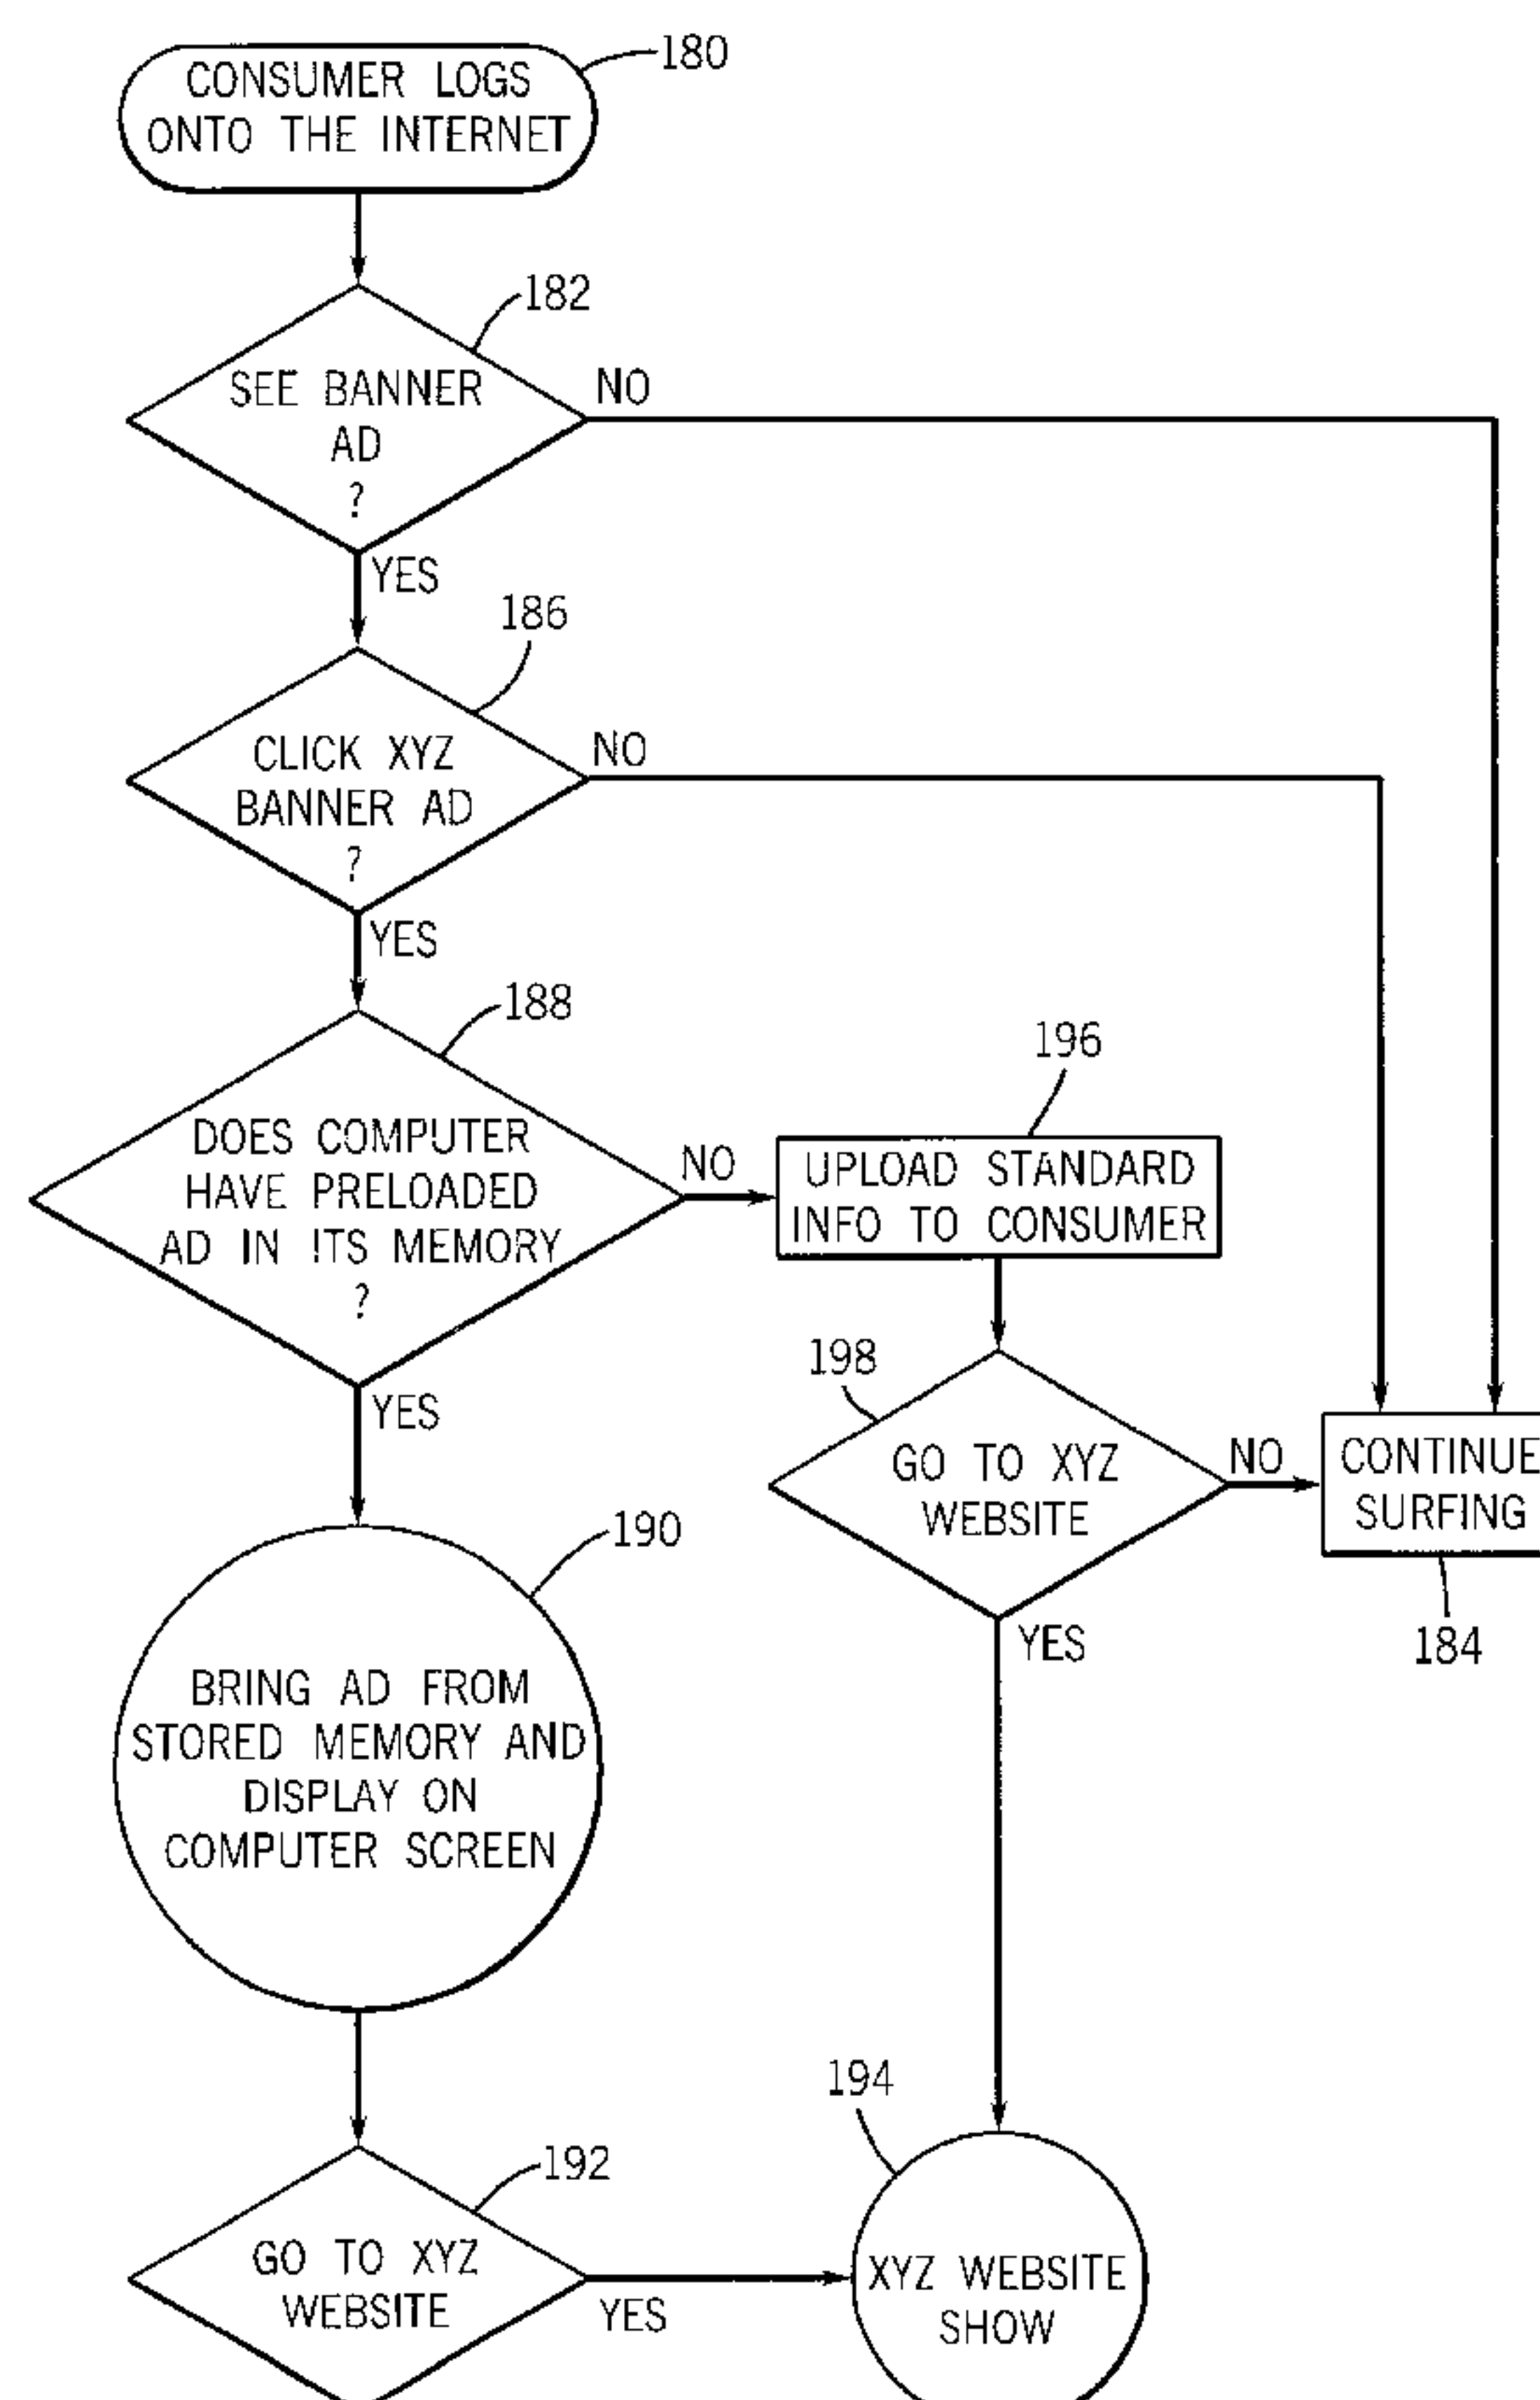 CONSUMER LOGS
ONTO THE INTERNET
180
182
SEE BANNER
AD
?
NO
YES
186
CLICK XYZ
BANNER AD
?
NO
YES
188
DOES COMPUTER
HAVE PRELOADED
AD IN ITS MEMORY
?
NO
YES
196
UPLOAD STANDARD
INFO TO CONSUMER
198
GO TO XYZ
WEBSITE
NO
YES
CONTINUE
SURFING
184
190
BRING AD FROM
STORED MEMORY AND
DISPLAY ON
COMPUTER SCREEN
192
GO TO XYZ
WEBSITE
YES
194
XYZ WEBSITE
SHOW